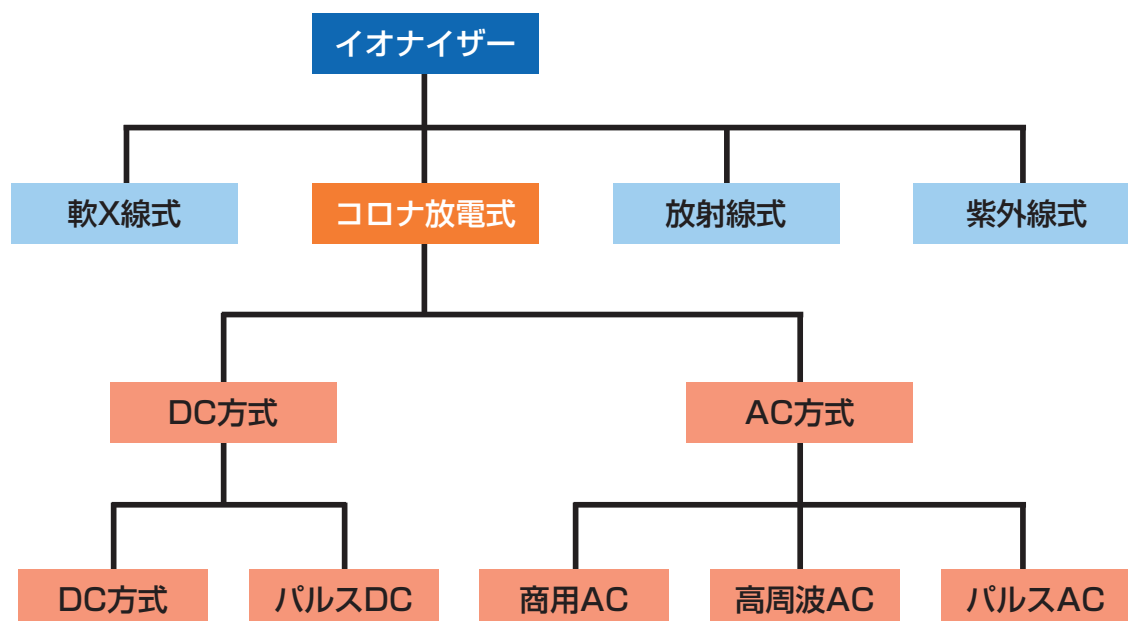 イオナイザー
軟X線式
コロナ放電式
放射線式
紫外線式
DC方式
AC方式
DC方式
パルスDC
商用AC
高周波AC
パルスAC